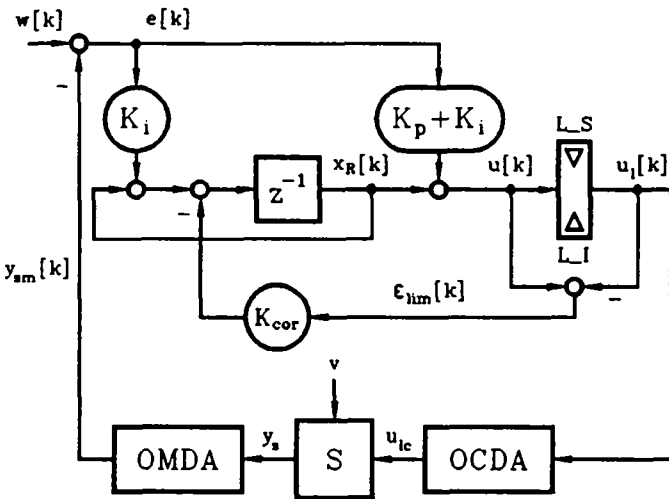 w[k]
e[k]
−
K_i
K_p + K_i
L_S
x_R[k]
u[k]
u_l[k]
z^-1
−
L_I
y_sm[k]
ε_lim[k]
−
K_cor
v
y_s
u_lc
OMDA
S
OCDA